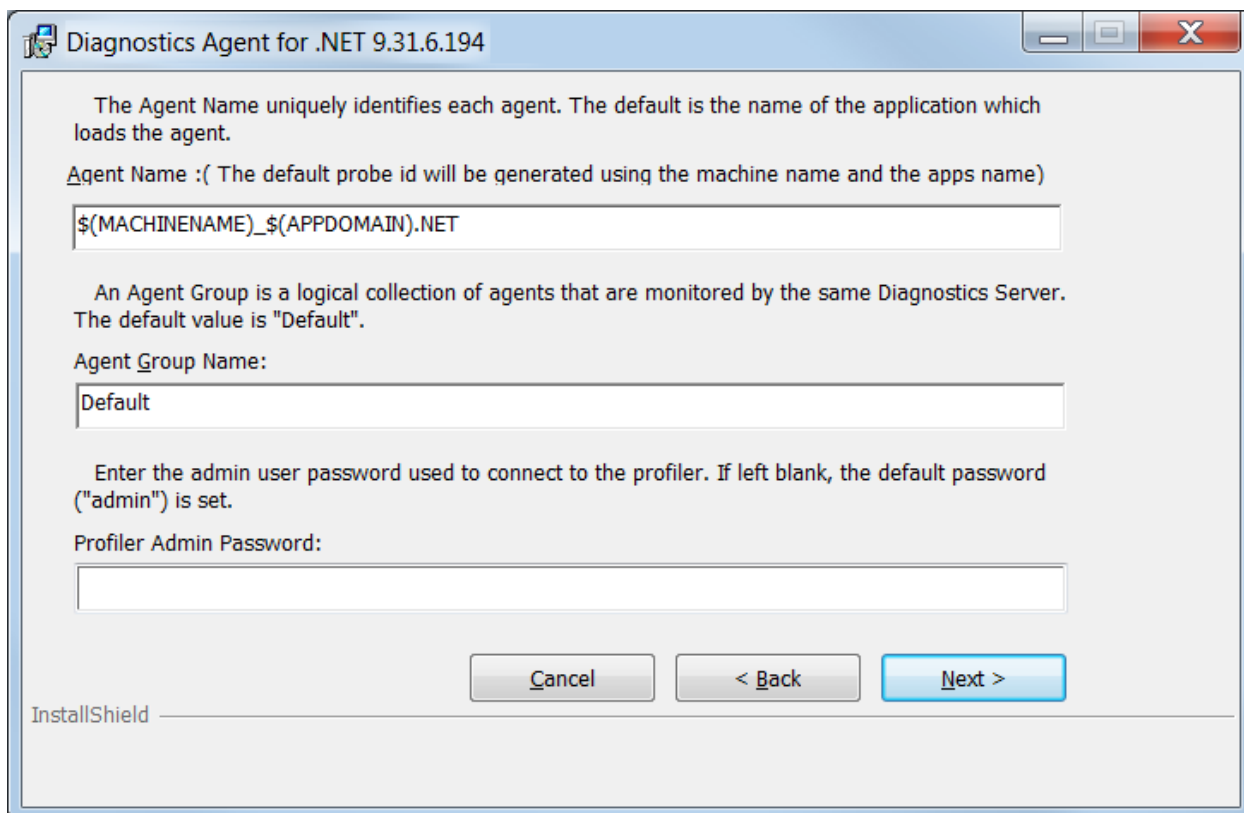 Diagnostics Agent for .NET 9.31.6.194
The Agent Name uniquely identifies each agent. The default is the name of the application which
loads the agent.
Agent Name :( The default probe id will be generated using the machine name and the apps name)
$(MACHINENAME)_$(APPDOMAIN).NET
An Agent Group is a logical collection of agents that are monitored by the same Diagnostics Server.
The default value is "Default".
Agent Group Name:
Default
Enter the admin user password used to connect to the profiler. If left blank, the default password
("admin") is set.
Profiler Admin Password:
Cancel < Back Next >
InstallShield